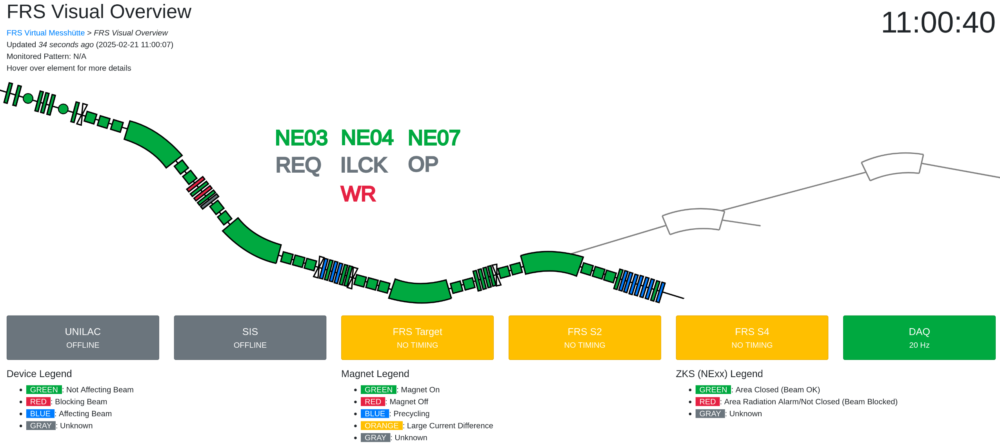 FRS Visual Overview
11:00:40
FRS Virtual Messhütte > FRS Visual Overview
Updated 34 seconds ago (2025-02-21 11:00:07)
Monitored Pattern: N/A
Hover over element for more details
NE03 NE04 NE07
REQ ILCK OP
WR
UNILAC
OFFLINE
SIS
OFFLINE
FRS Target
NO TIMING
FRS S2
NO TIMING
FRS S4
NO TIMING
DAQ
20 Hz
Device Legend
GREEN : Not Affecting Beam
RED : Blocking Beam
BLUE : Affecting Beam
GRAY : Unknown
Magnet Legend
GREEN : Magnet On
RED : Magnet Off
BLUE : Precycling
ORANGE : Large Current Difference
GRAY : Unknown
ZKS (NExx) Legend
GREEN : Area Closed (Beam OK)
RED : Area Radiation Alarm/Not Closed (Beam Blocked)
GRAY : Unknown